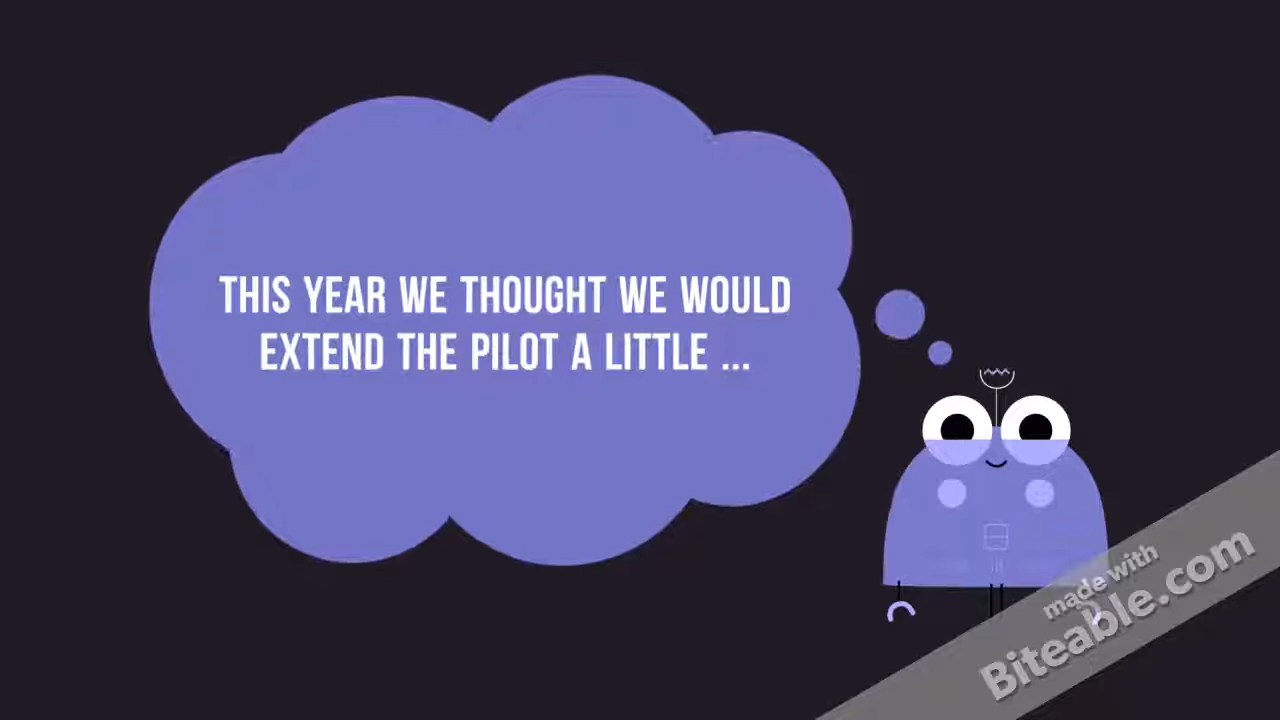 THIS YEAR WE THOUGHT WE WOULD
EXTEND THE PILOT A LITTLE ...
made with
Biteable.com